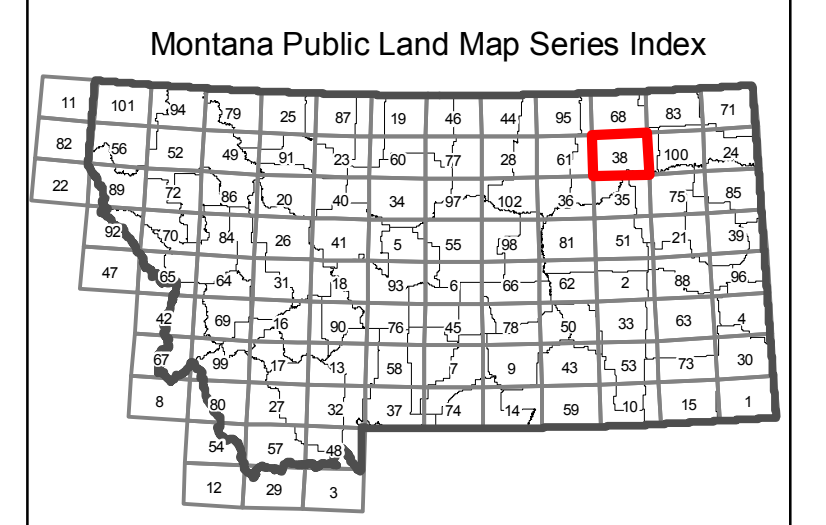 Montana Public Land Map Series Index
11 101 94 79 25 87 19 46 44 95 68 83 71
82 56 52 49 91 23 60 77 28 61 38 100 24
22 89 72 86 20 40 34 97 102 36 35 75 85
92 70 84 26 41 5 55 98 81 51 21 39
47 65 64 31 18 93 6 66 62 2 88 96
42 69 16 90 76 45 78 50 33 63 4
67 99 17 13 58 7 9 43 53 73 30
8 80 27 32 37 74 14 59 10 15 1
54 57 48
12 29 3